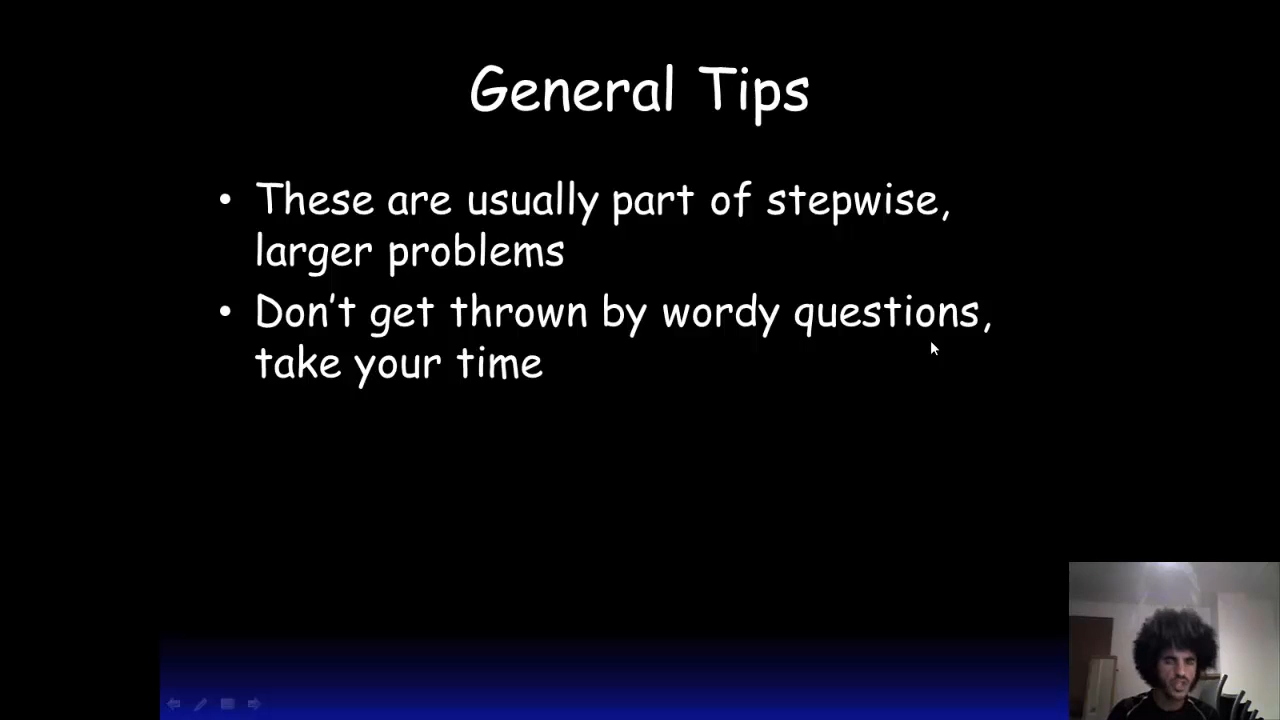 General Tips
• These are usually part of stepwise,
larger problems
• Don't get thrown by wordy questions,
take your time